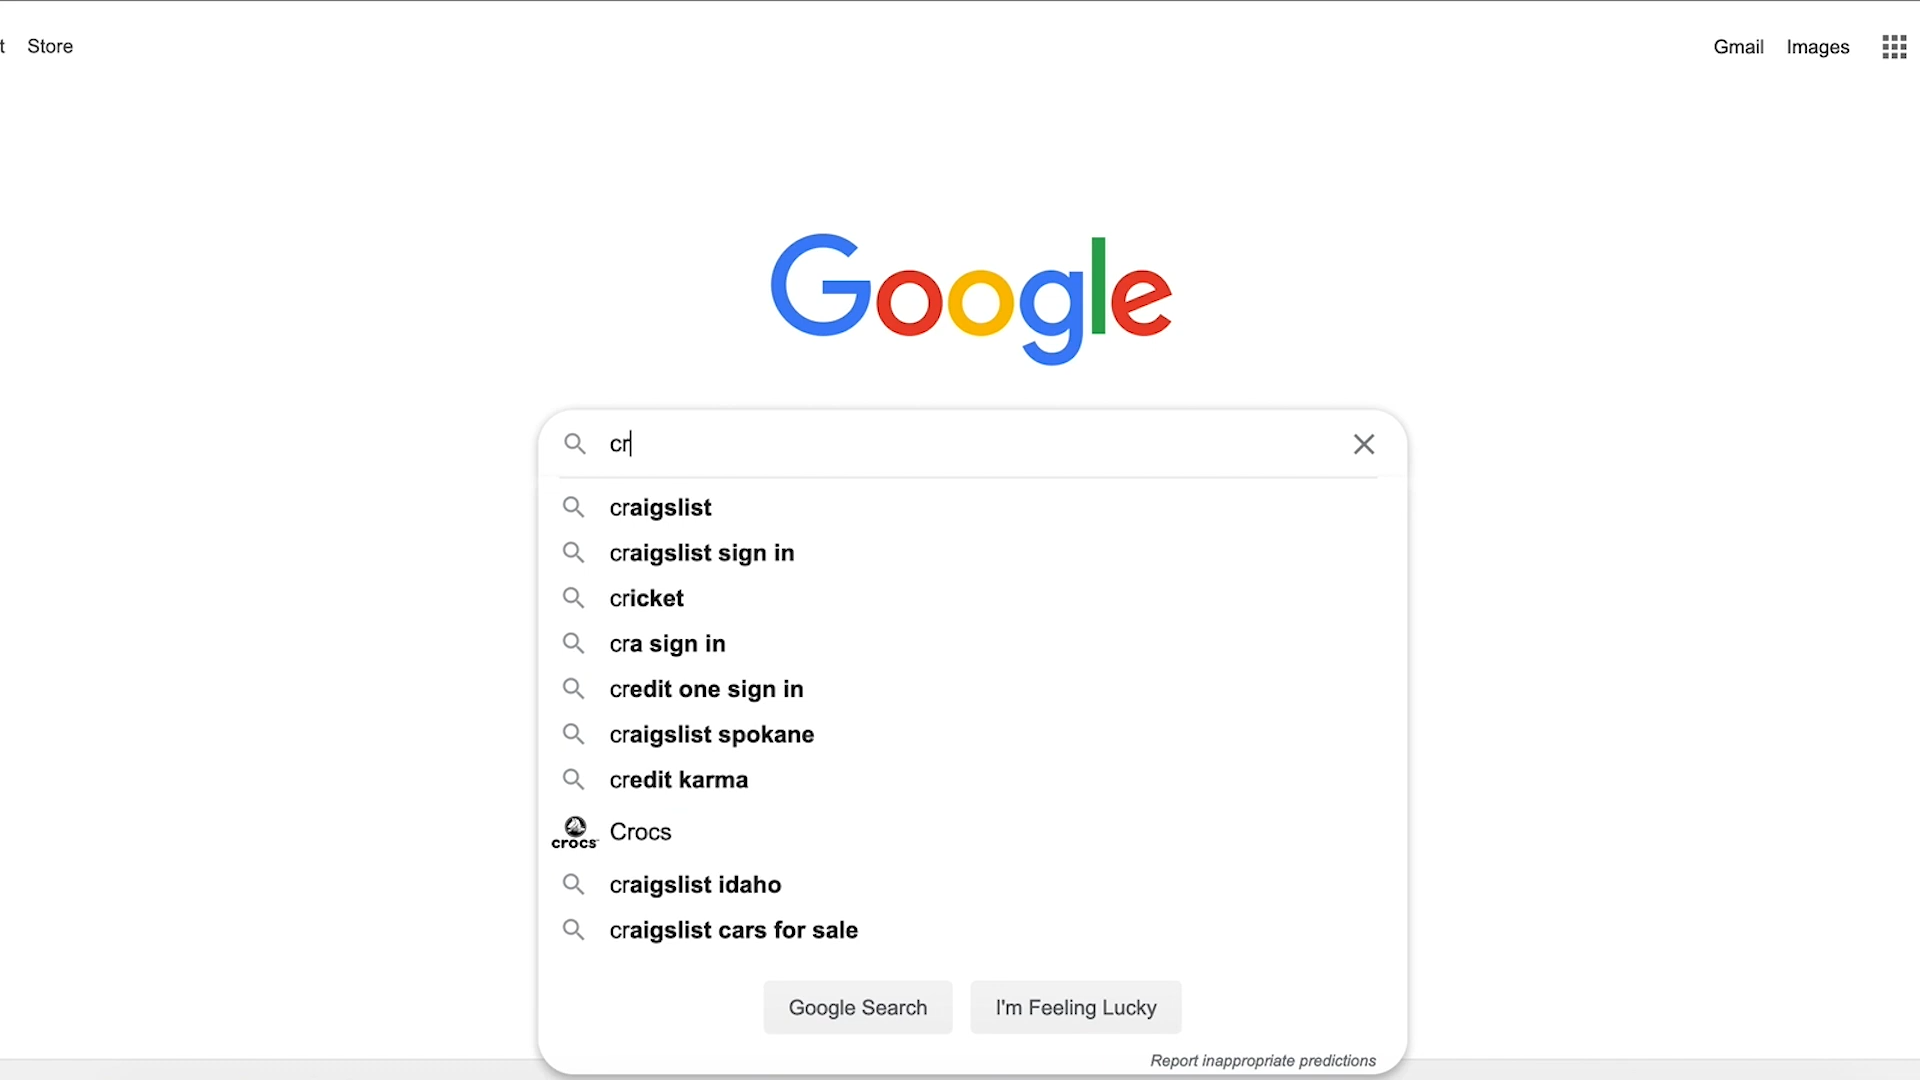 t Store Gmail Images
Google
cr
craigslist
craigslist sign in
cricket
cra sign in
credit one sign in
craigslist spokane
credit karma
crocs™ Crocs
craigslist idaho
craigslist cars for sale
Google Search I'm Feeling Lucky
Report inappropriate predictions